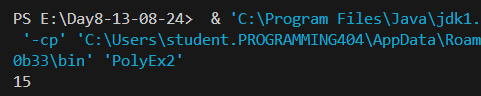 PS E:\Day8-13-08-24>  & 'C:\Program Files\Java\jdk1.
'-cp' 'C:\Users\student.PROGRAMMING404\AppData\Roam
0b33\bin' 'PolyEx2'
15